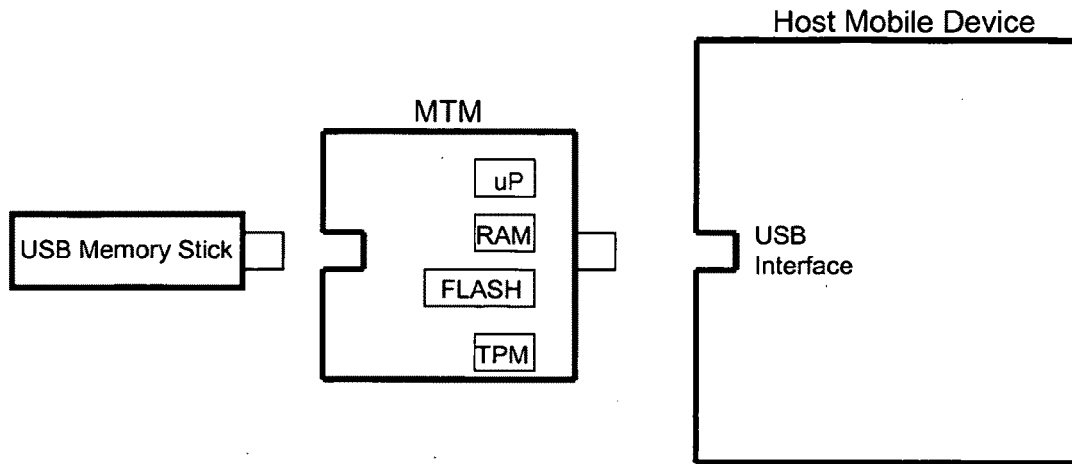 Host Mobile Device
MTM
uP
RAM
FLASH
TPM
USB Memory Stick
USB
Interface